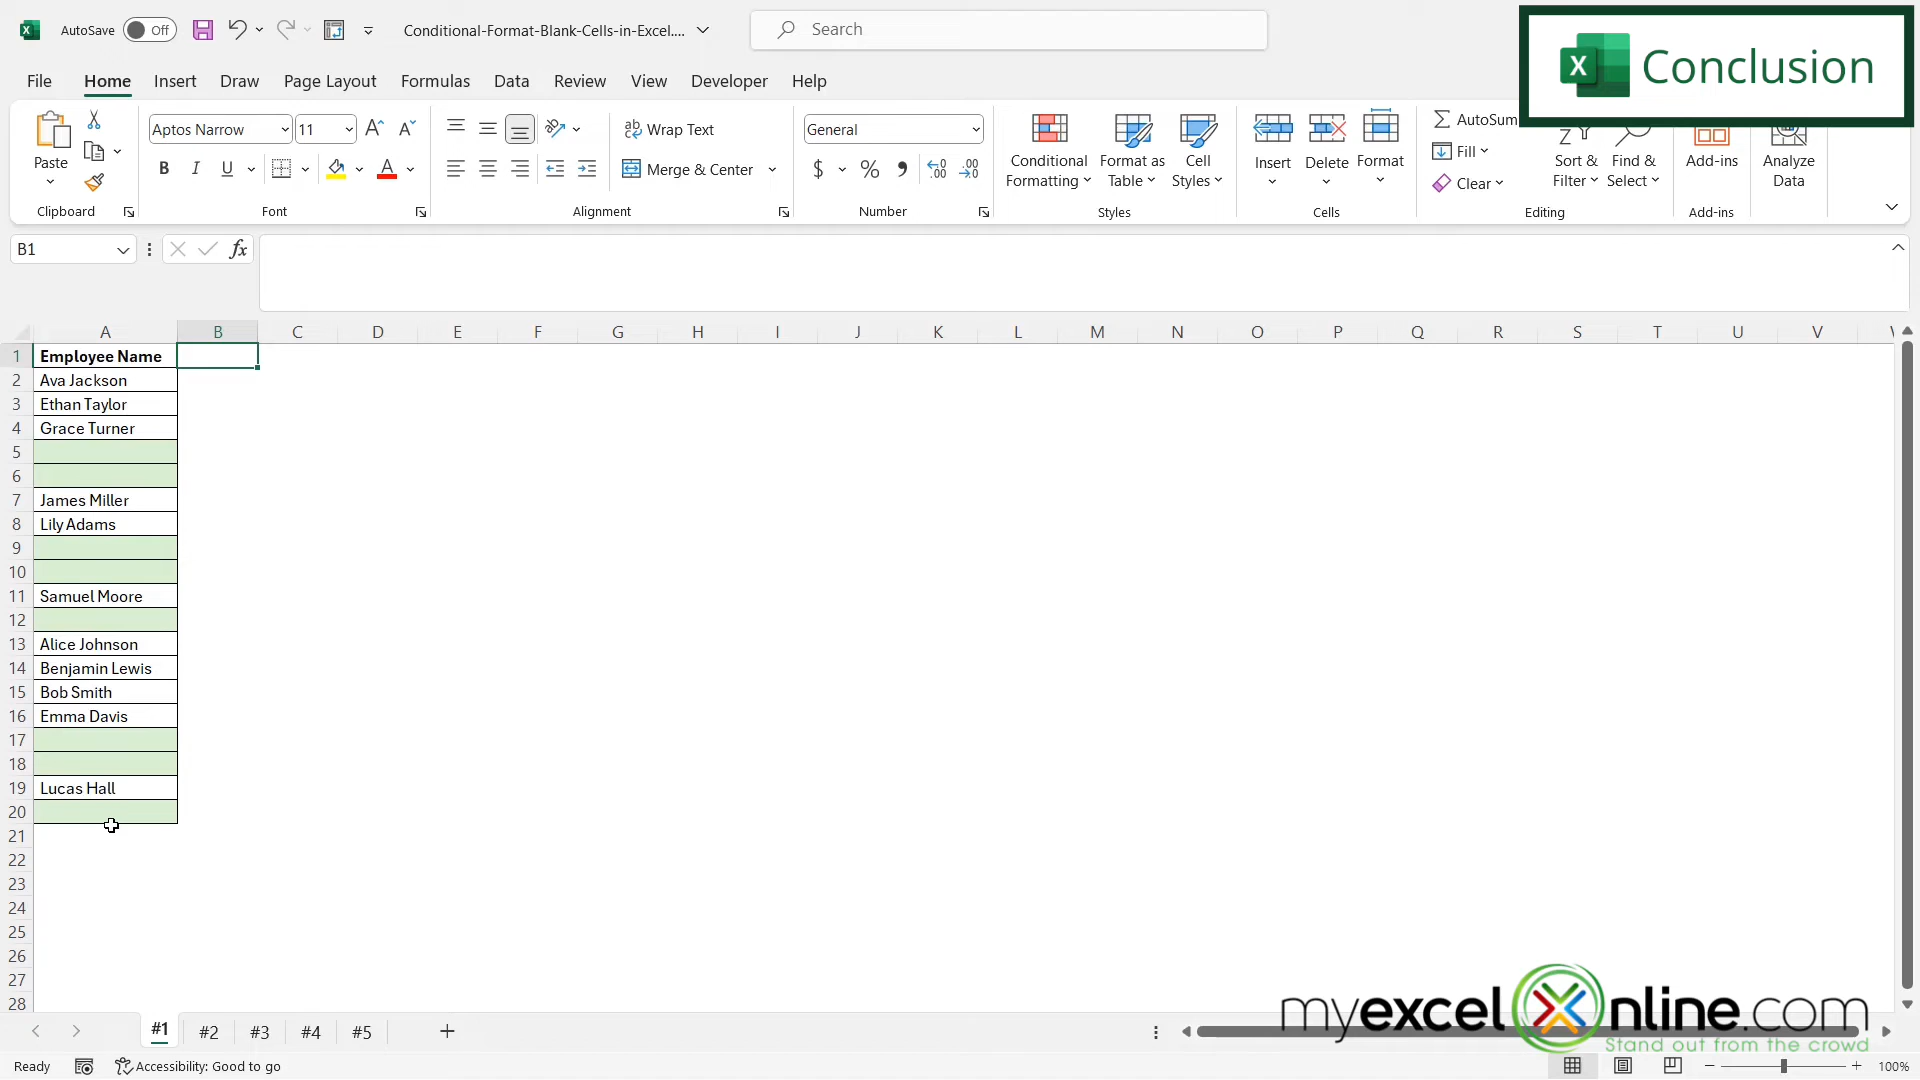 AutoSave Off Conditional-Format-Blank-Cells-in-Excel.... Search
Conclusion
File Home Insert Draw Page Layout Formulas Data Review View Developer Help
Paste
Aptos Narrow 11
B I U
ab Wrap Text
Merge & Center
General
$ % 9
Conditional Formatting
Format as Table
Cell Styles
Insert Delete Format
AutoSum
Fill
Clear
Sort & Filter
Find & Select
Add-ins
Analyze Data
Clipboard Font Alignment Number Styles Cells Editing Add-ins
B1 fx
A B C D E F G H I J K L M N O P Q R S T U V
1 Employee Name
2 Ava Jackson
3 Ethan Taylor
4 Grace Turner
5
6
7 James Miller
8 Lily Adams
9
10
11 Samuel Moore
12
13 Alice Johnson
14 Benjamin Lewis
15 Bob Smith
16 Emma Davis
17
18
19 Lucas Hall
20
21
22
23
24
25
26
27
28
myexcelonline.com
Stand out from the crowd
#1 #2 #3 #4 #5
Ready Accessibility: Good to go 100%